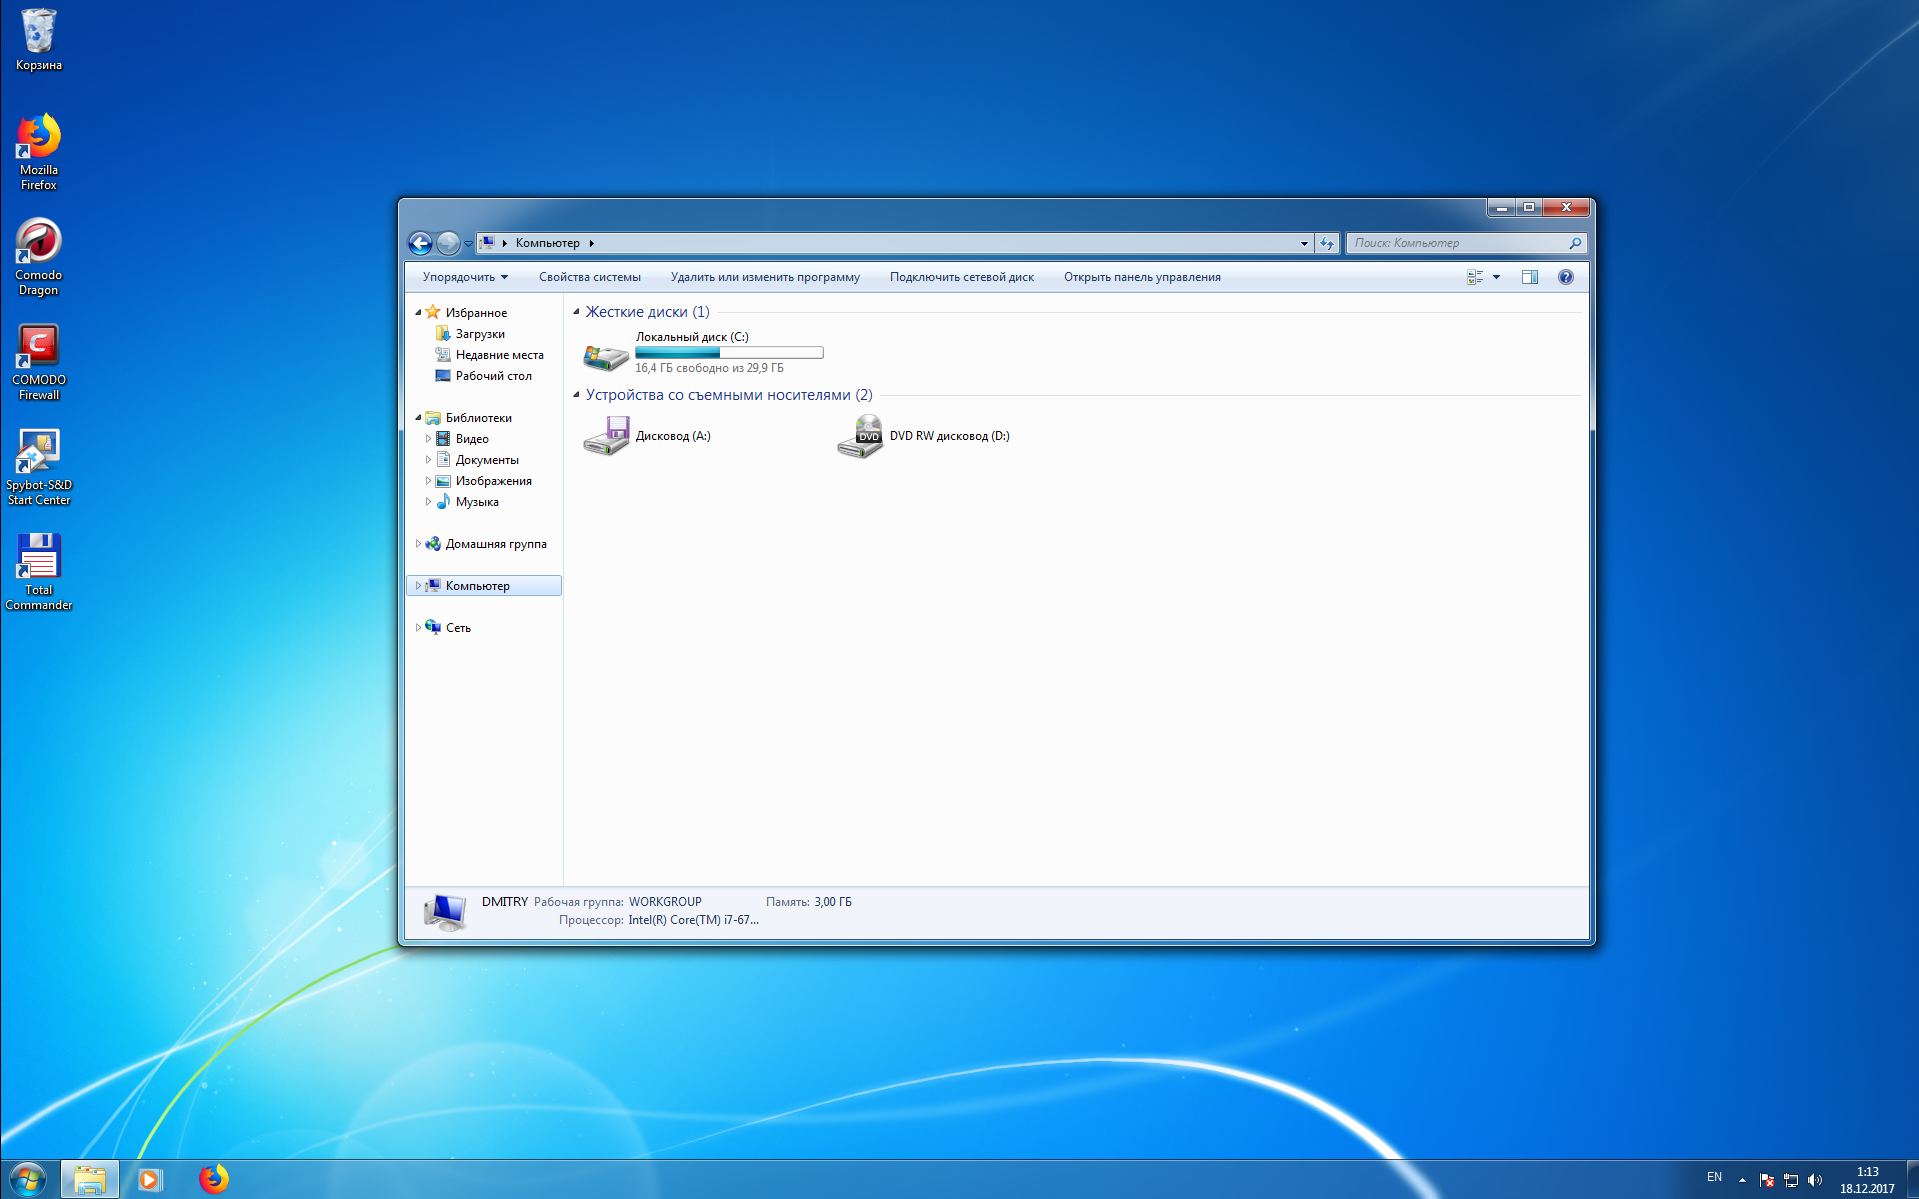 Корзина
Mozilla
Firefox
Comodo
Dragon
COMODO
Firewall
Spybot-S&D
Start Center
Total
Commander
Компьютер
Поиск: Компьютер
Упорядочить Свойства системы Удалить или изменить программу Подключить сетевой диск Открыть панель управления
Избранное
Загрузки
Недавние места
Рабочий стол
Библиотеки
Видео
Документы
Изображения
Музыка
Домашняя группа
Компьютер
Сеть
Жесткие диски (1)
Локальный диск (C:)
16,4 ГБ свободно из 29,9 ГБ
Устройства со съемными носителями (2)
Дисковод (A:)
DVD
DVD RW дисковод (D:)
DMITRY Рабочая группа: WORKGROUP Память: 3,00 ГБ
Процессор: Intel(R) Core(TM) i7-67...
EN
1:13
18.12.2017